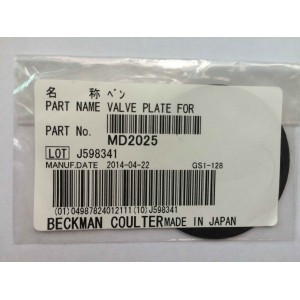 名 称 ベン
PART NAME VALVE PLATE FOR
PART No. MD2025
LOT J598341
MANUF.DATE 2014-04-22 GS1-128
(01)04987824012111(10)J598341
BECKMAN COULTER MADE IN JAPAN